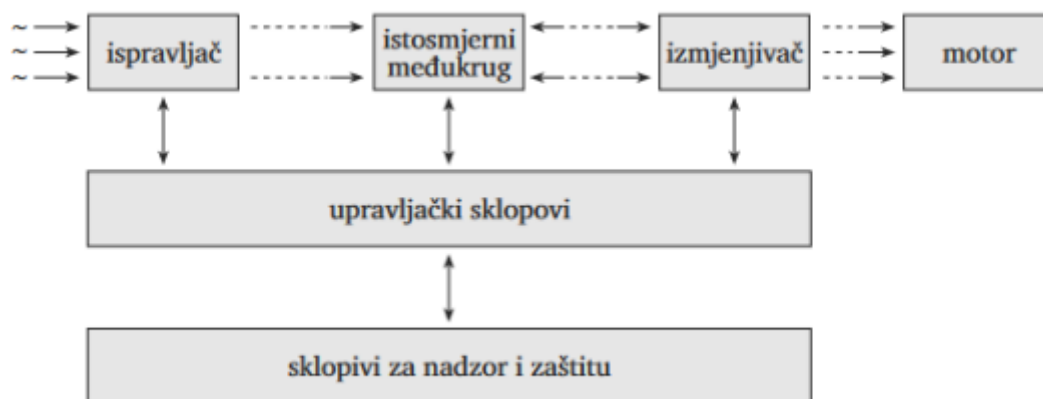 ~
~
~
ispravljač
istosmjerni
međukrug
izmjenjivač
motor
upravljački sklopovi
sklopivi za nadzor i zaštitu